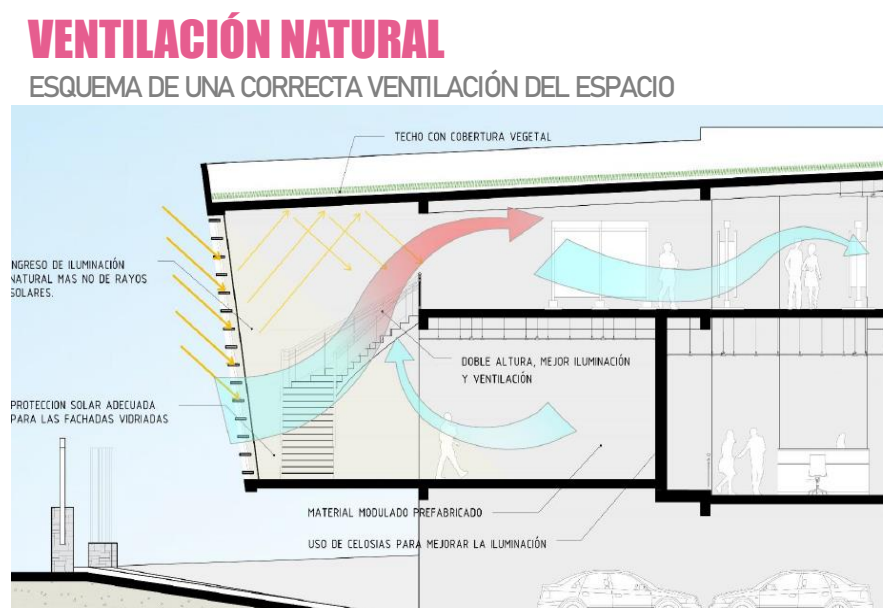 VENTILACIÓN NATURAL
ESQUEMA DE UNA CORRECTA VENTILACIÓN DEL ESPACIO
TECHO CON COBERTURA VEGETAL
NGRESO DE ILUMINACIÓN
NATURAL MAS NO DE RAYOS
SOLARES.
DOBLE ALTURA, MEJOR ILUMINACIÓN
Y VENTILACIÓN
PROTECCION SOLAR ADECUADA
PARA LAS FACHADAS VIDRIADAS
MATERIAL MODULADO PREFABRICADO
USO DE CELOSIAS PARA MEJORAR LA ILUMINACIÓN